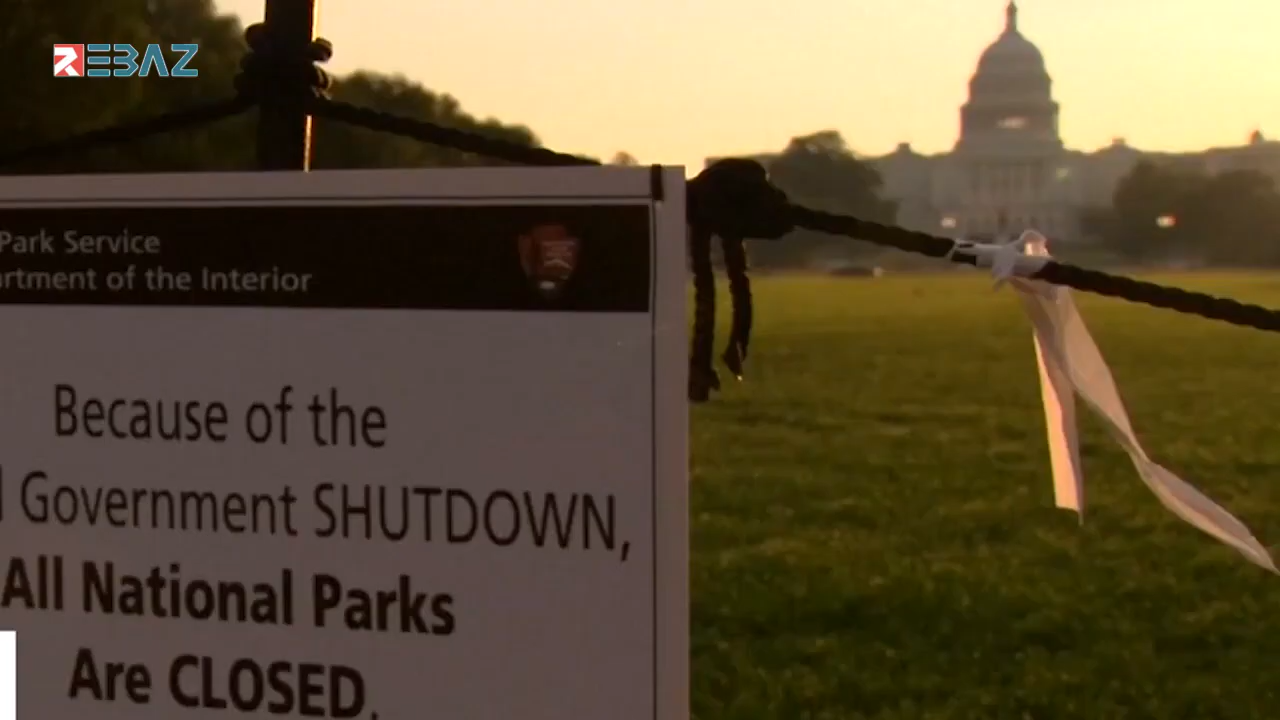 REBAZ
Park Service
artment of the Interior
Because of the
l Government SHUTDOWN,
All National Parks
Are CLOSED.